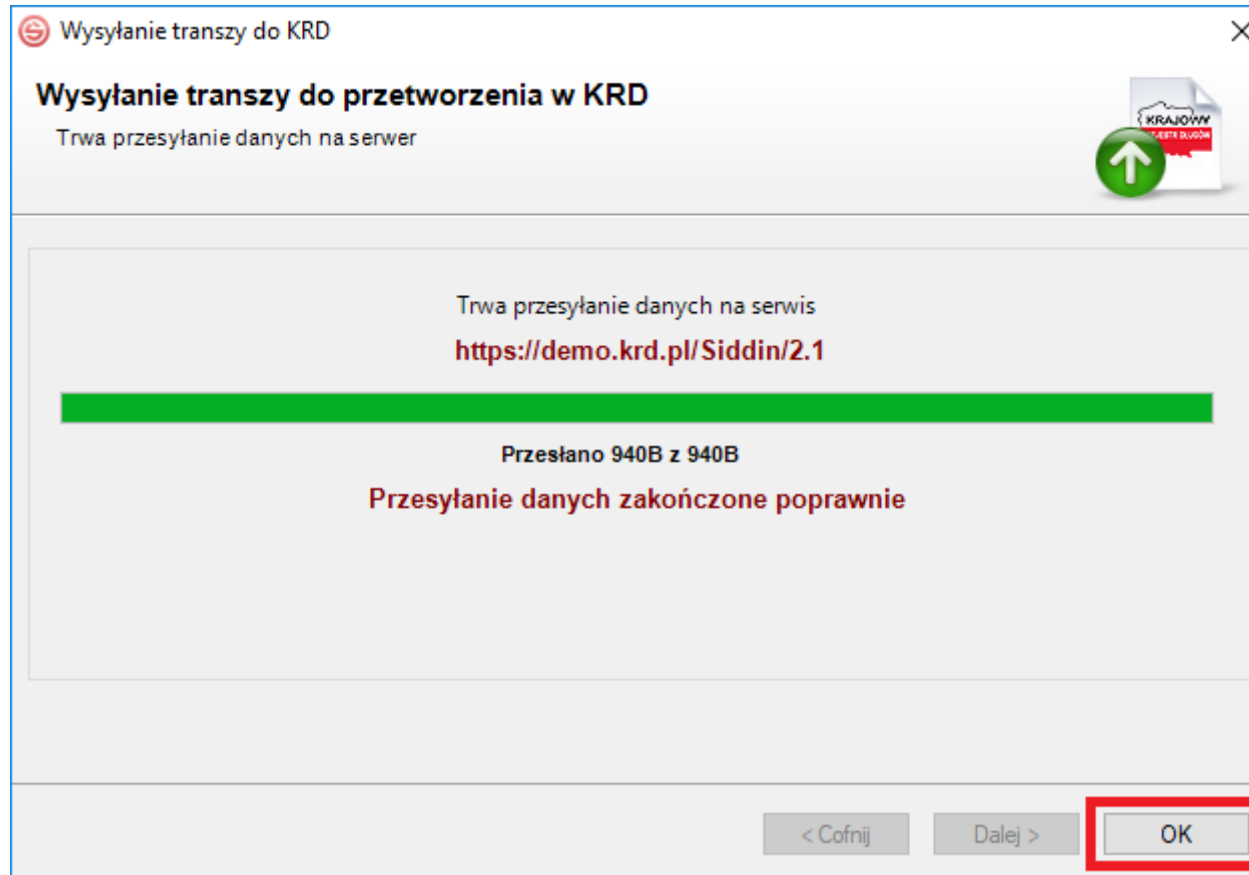 Wysyłanie transzy do KRD
Wysyłanie transzy do przetworzenia w KRD
Trwa przesyłanie danych na serwer
KRAJOWY
DŁUGÓW
Trwa przesyłanie danych na serwis
https://demo.krd.pl/Siddin/2.1
Przesłano 940B z 940B
Przesyłanie danych zakończone poprawnie
< Cofnij
Dalej >
OK